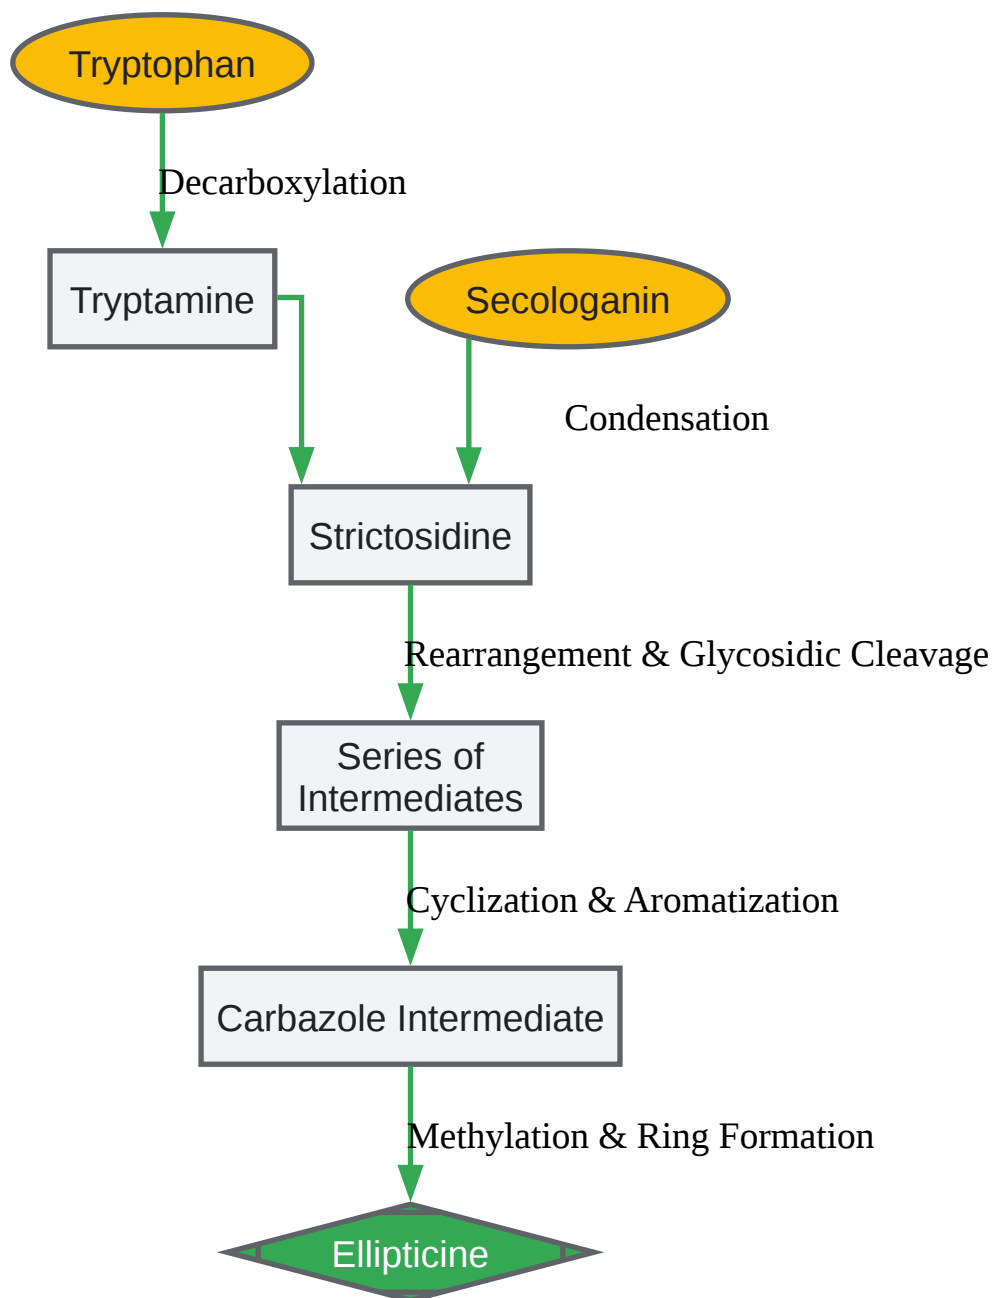 Tryptophan
Decarboxylation
Tryptamine
Secologanin
Condensation
Strictosidine
Rearrangement & Glycosidic Cleavage
Series of
Intermediates
Cyclization & Aromatization
Carbazole Intermediate
Methylation & Ring Formation
Ellipticine